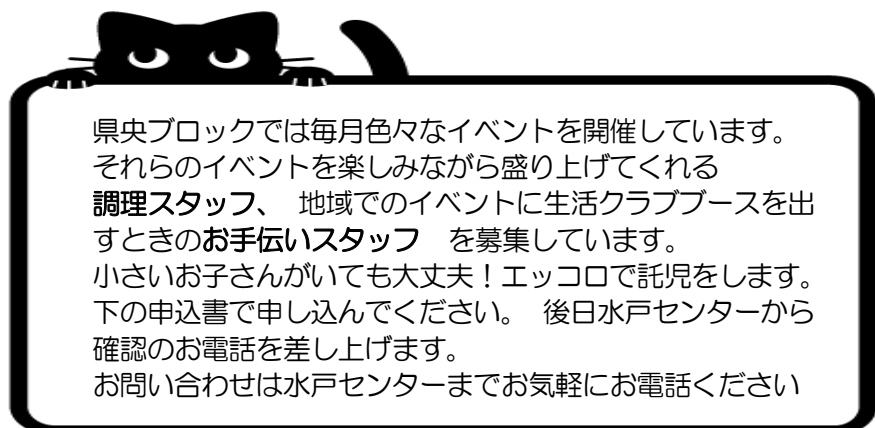 県央ブロックでは毎月色々なイベントを開催しています。
それらのイベントを楽しみながら盛り上げてくれる
調理スタッフ、 地域でのイベントに生活クラブブースを出
すときのお手伝いスタッフ を募集しています。
小さいお子さんがいても大丈夫！エッコロで託児をします。
下の申込書で申し込んでください。 後日水戸センターから
確認のお電話を差し上げます。
お問い合わせは水戸センターまでお気軽にお電話ください